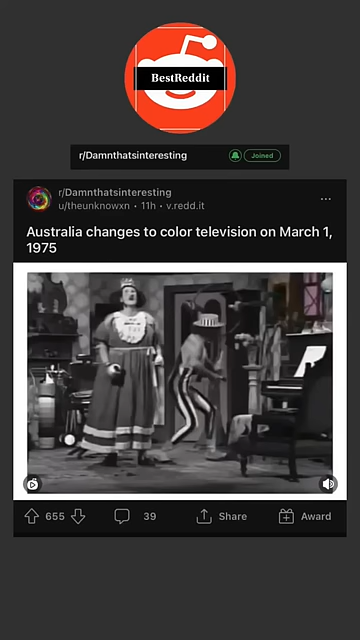 BestReddit
r/Damnthatsinteresting
Joined
r/Damnthatsinteresting
u/theunknowxn • 11h • v.redd.it
Australia changes to color television on March 1,
1975
655
39
Share
Award